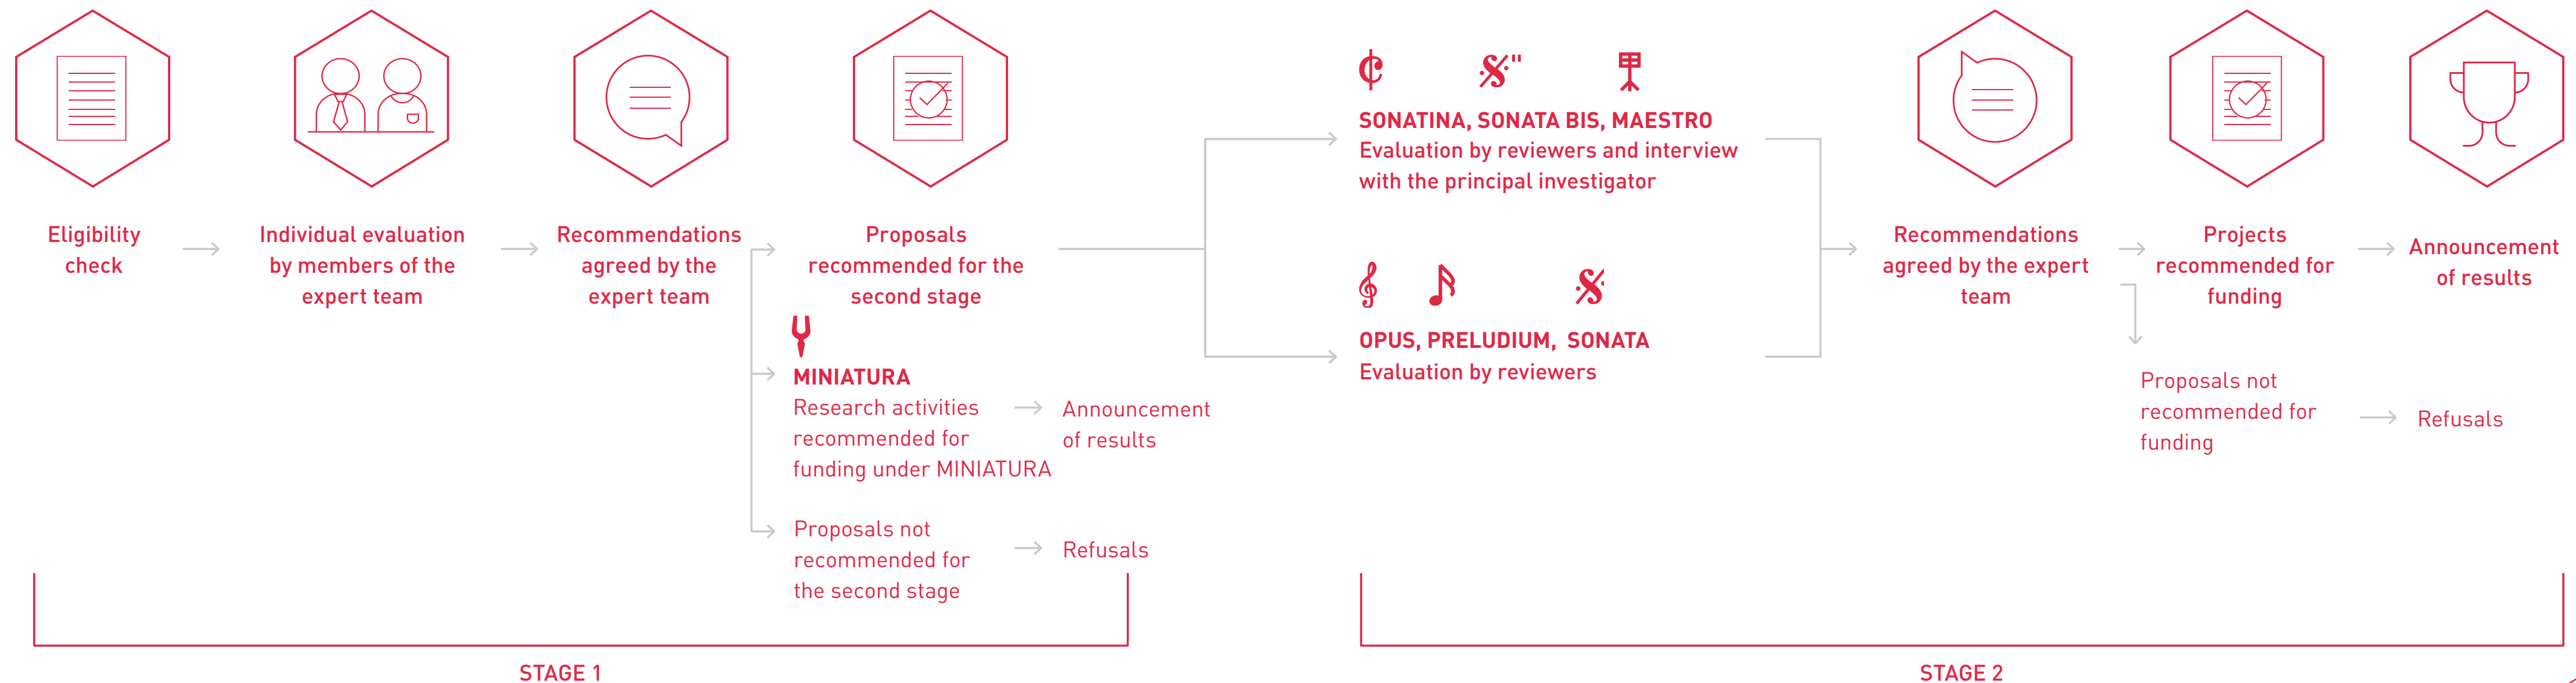 Eligibility
check
Individual evaluation
by members of the
expert team
Recommendations
agreed by the
expert team
Proposals
recommended for the
second stage
MINIATURA
Research activities
recommended for
funding under MINIATURA
Announcement
of results
Proposals not
recommended for
the second stage
Refusals
STAGE 1
SONATINA, SONATA BIS, MAESTRO
Evaluation by reviewers and interview
with the principal investigator
OPUS, PRELUDIUM, SONATA
Evaluation by reviewers
Recommendations
agreed by the expert
team
Projects
recommended for
funding
Announcement
of results
Proposals not
recommended for
funding
Refusals
STAGE 2